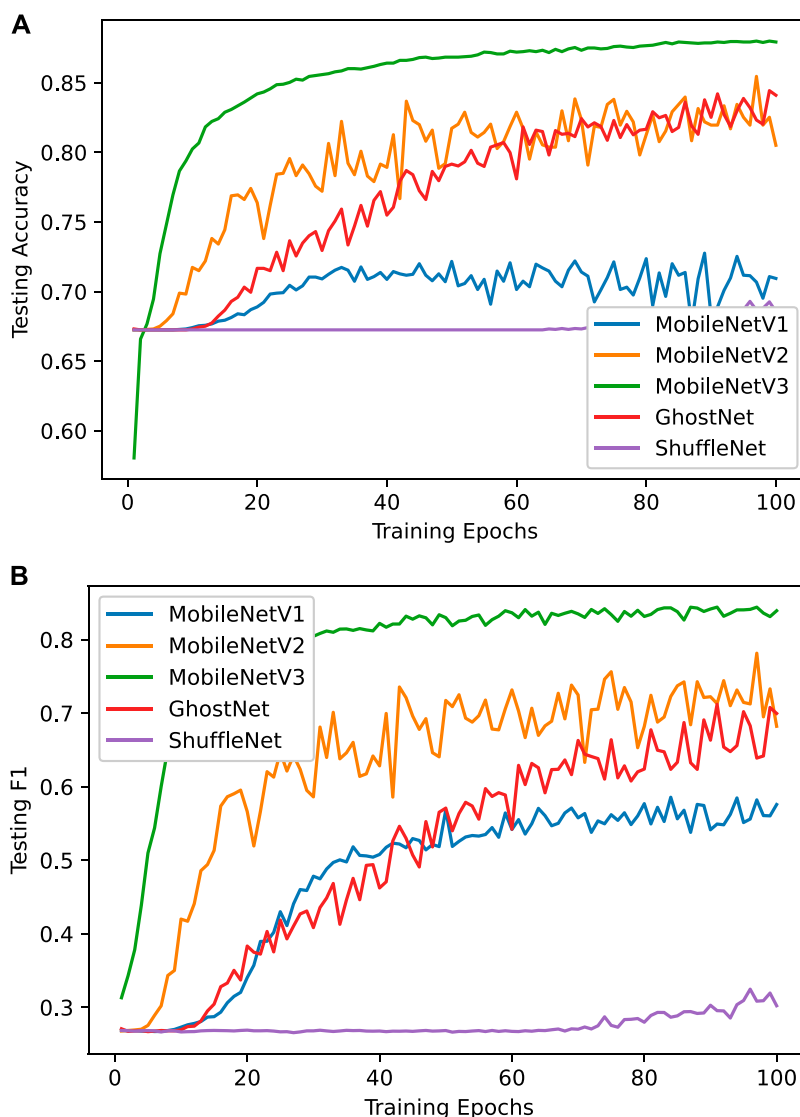 A
Testing Accuracy
0.85
0.80
0.75
0.70
0.65
0.60
MobileNetV1
MobileNetV2
MobileNetV3
GhostNet
ShuffleNet
0 20 40 60 80 100
Training Epochs
B
Testing F1
0.8
0.7
0.6
0.5
0.4
0.3
MobileNetV1
MobileNetV2
MobileNetV3
GhostNet
ShuffleNet
0 20 40 60 80 100
Training Epochs